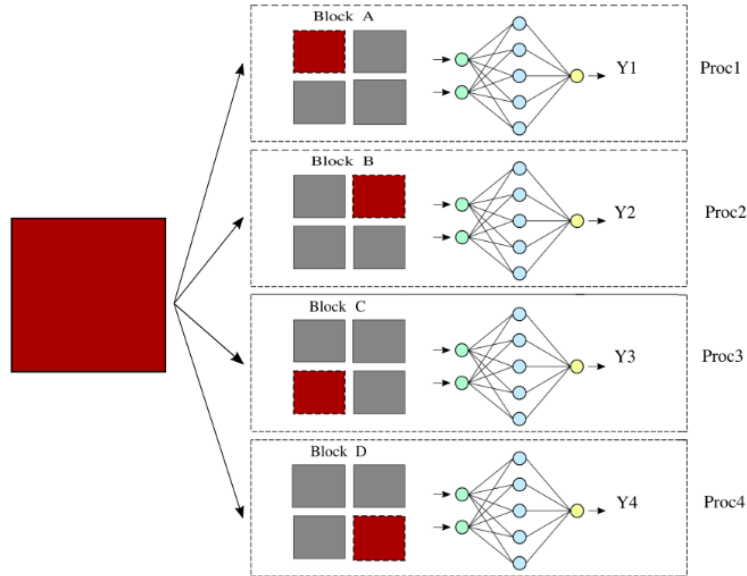 Block A
Y1
Proc1
Block B
Y2
Proc2
Block C
Y3
Proc3
Block D
Y4
Proc4